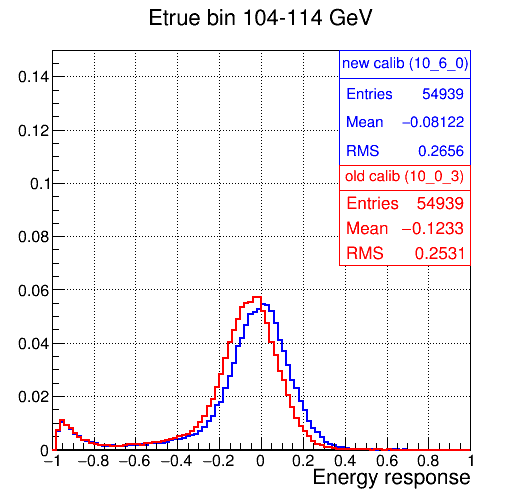 Etrue bin 104-114 GeV
new calib (10_6_0)
Entries 54939
Mean −0.08122
RMS 0.2656
old calib (10_0_3)
Entries 54939
Mean −0.1233
RMS 0.2531
0.14
0.12
0.1
0.08
0.06
0.04
0.02
0
−1 −0.8 −0.6 −0.4 −0.2 0 0.2 0.4 0.6 0.8 1
Energy response